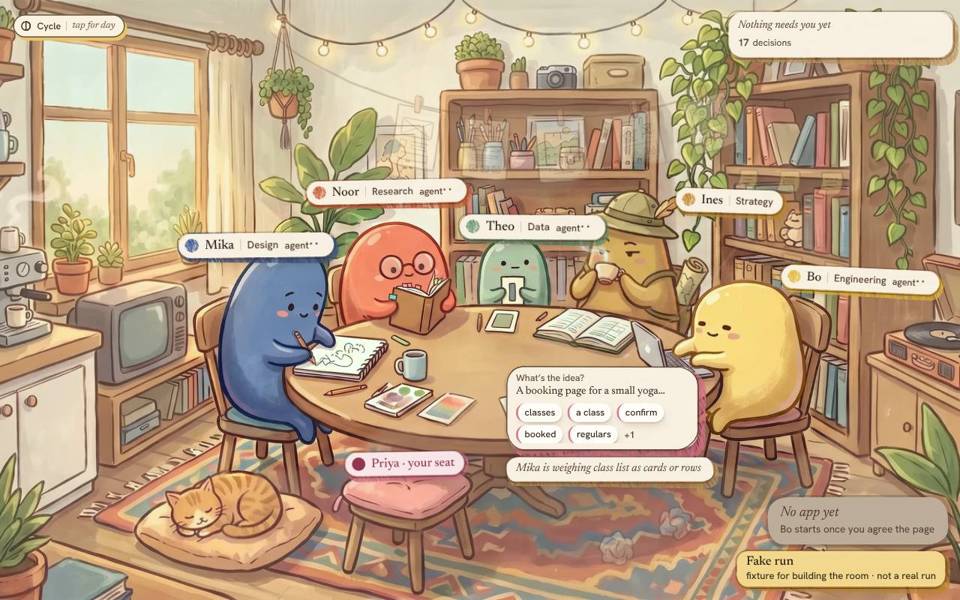 Cycle tap for day
Nothing needs you yet
17 decisions
Noor Research agent
Ines Strategy
Theo Data agent
Mika Design agent
Bo Engineering agent
What's the idea?
A booking page for a small yoga...
classes a class confirm
booked regulars +1
Priya · your seat
Mika is weighing class list as cards or rows
No app yet
Bo starts once you agree the page
Fake run
fixture for building the room · not a real run